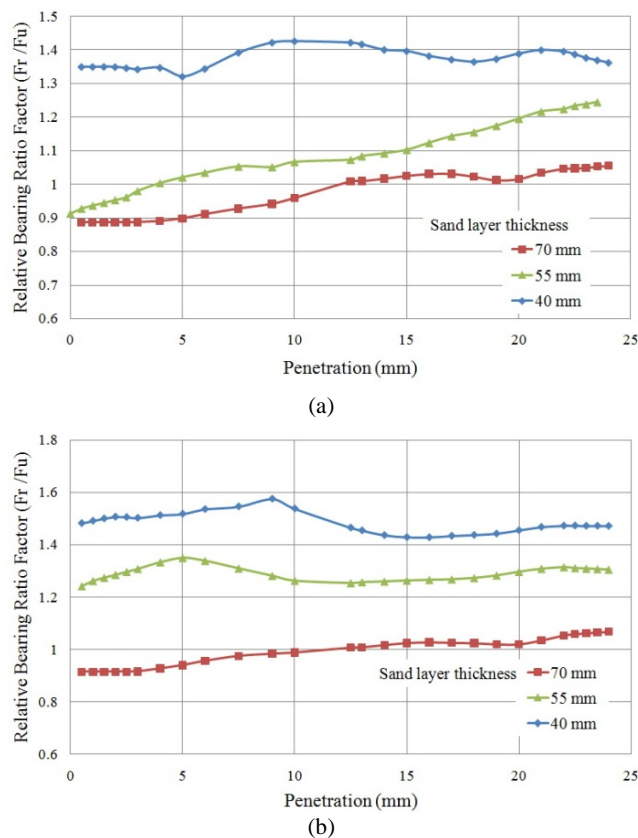 Relative Bearing Ratio Factor (Fr /Fu)
1.5
1.4
1.3
1.2
1.1
1
0.9
0.8
0.7
0.6
Sand layer thickness
70 mm
55 mm
40 mm
0 5 10 15 20 25
Penetration (mm)
(a)
Relative Bearing Ratio Factor (Fr /Fu)
1.8
1.6
1.4
1.2
1
0.8
0.6
Sand layer thickness
70 mm
55 mm
40 mm
0 5 10 15 20 25
Penetration (mm)
(b)